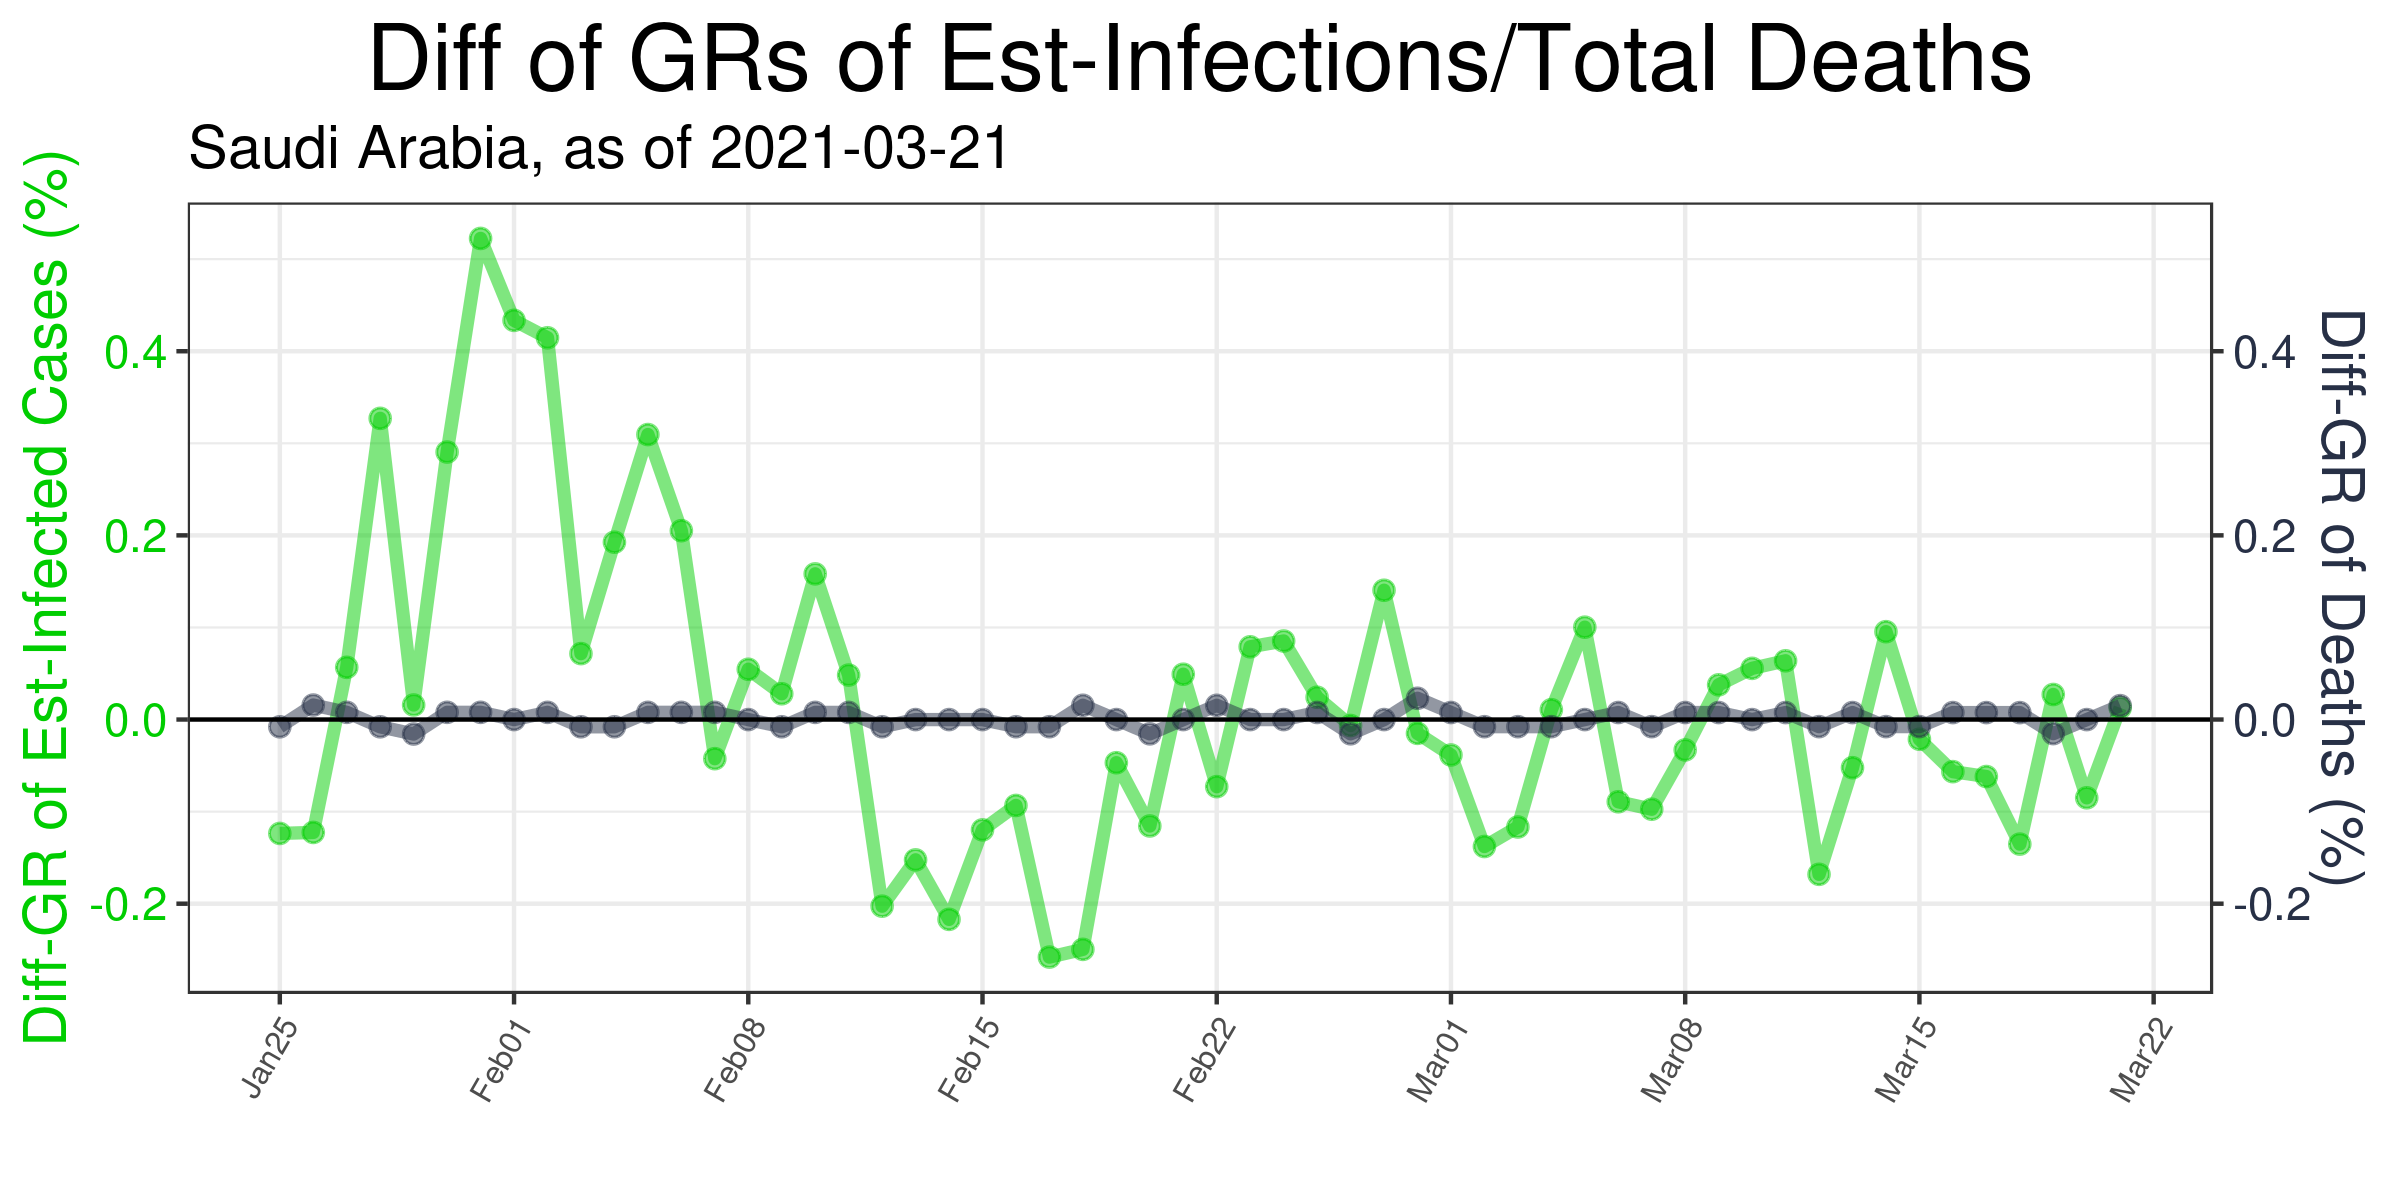 Diff of GRs of Est-Infections/Total Deaths
Saudi Arabia, as of 2021-03-21
Diff-GR of Est-Infected Cases (%)
0.4
0.2
0.0
-0.2
0.4
0.2
0.0
-0.2
Diff-GR of Deaths (%)
Jan25
Feb01
Feb08
Feb15
Feb22
Mar01
Mar08
Mar15
Mar22